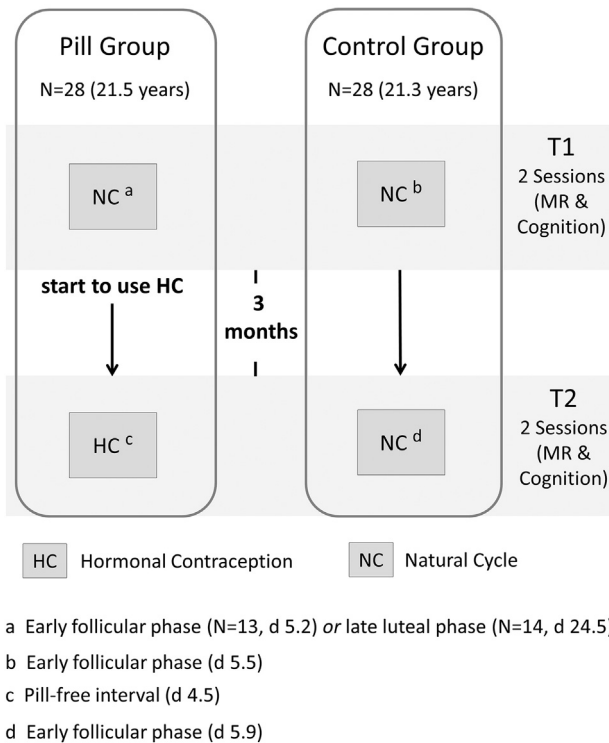 Pill Group
N=28 (21.5 years)
Control Group
N=28 (21.3 years)
T1
2 Sessions
(MR &
Cognition)
NC a
NC b
start to use HC
3
months
T2
2 Sessions
(MR &
Cognition)
HC c
NC d
HC Hormonal Contraception
NC Natural Cycle
a Early follicular phase (N=13, d 5.2) or late luteal phase (N=14, d 24.5)
b Early follicular phase (d 5.5)
c Pill-free interval (d 4.5)
d Early follicular phase (d 5.9)